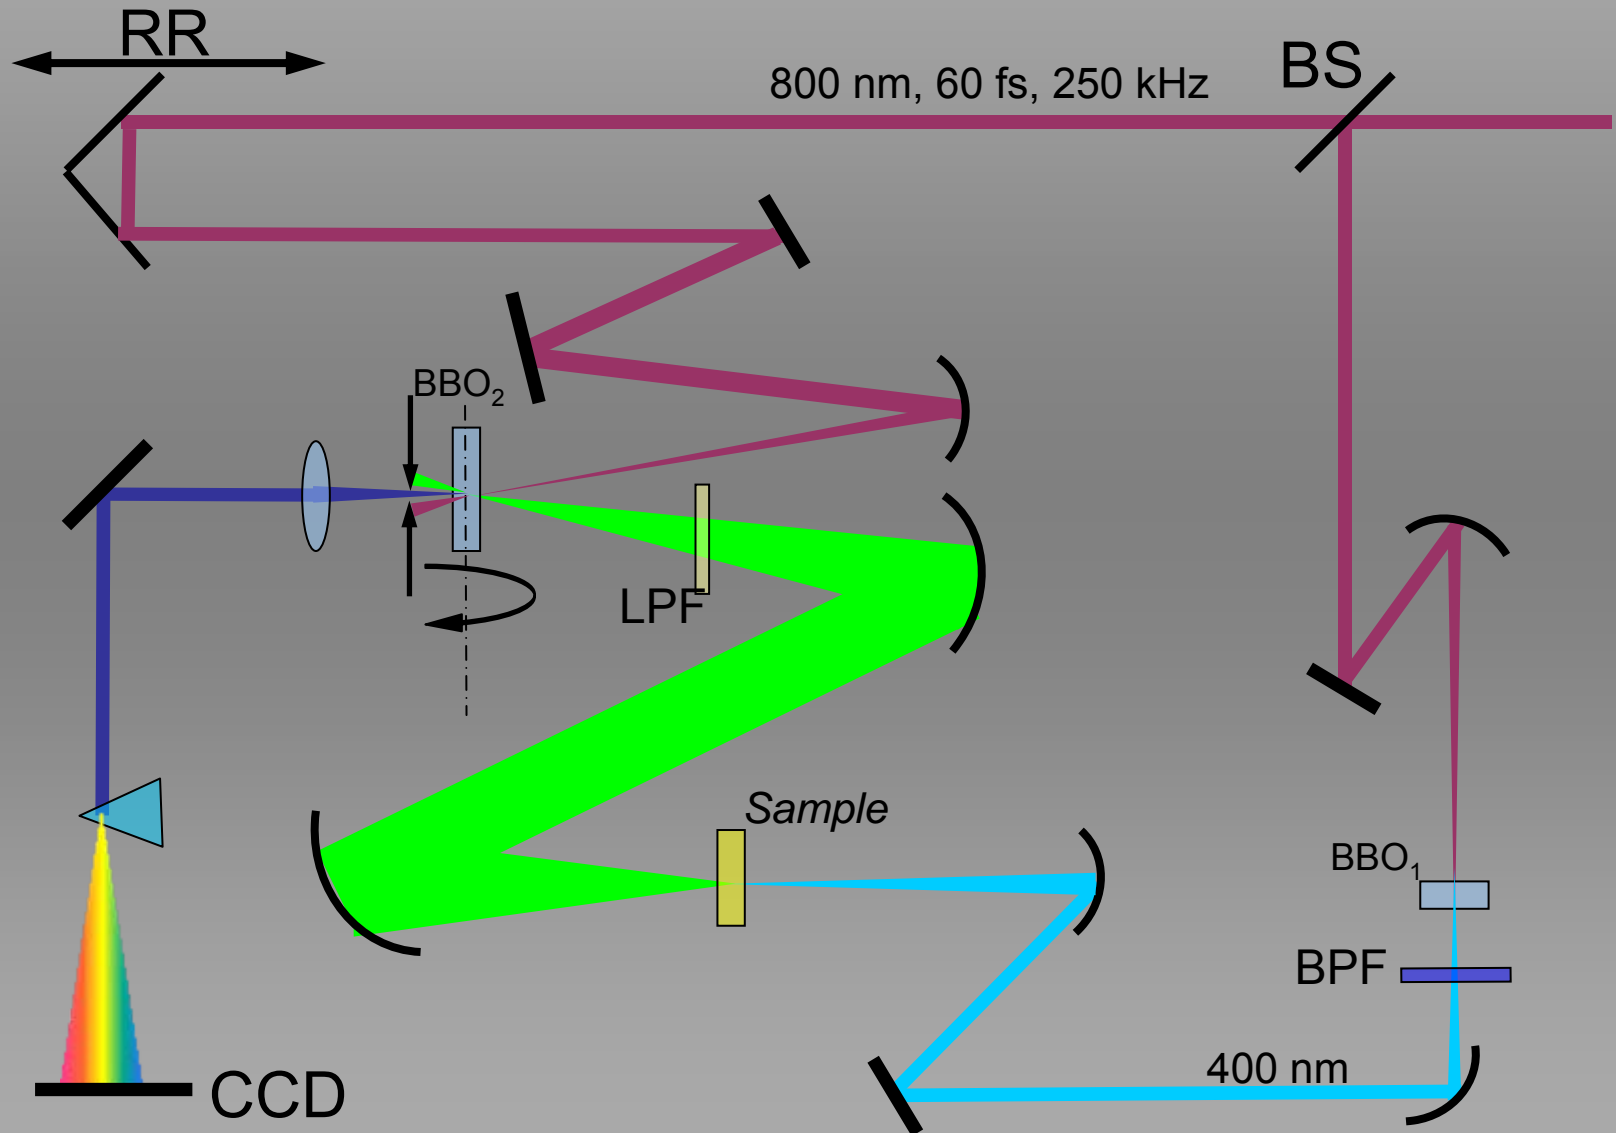 RR
800 nm, 60 fs, 250 kHz
BS
BBO₂
LPF
Sample
BBO₁
BPF
400 nm
CCD